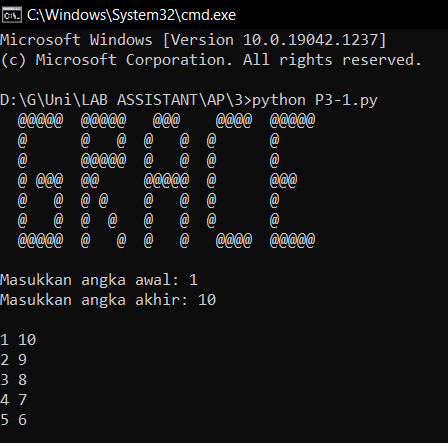 C:\Windows\System32\cmd.exe
Microsoft Windows [Version 10.0.19042.1237]
(c) Microsoft Corporation. All rights reserved.
D:\G\Uni\LAB ASSISTANT\AP\3>python P3-1.py
  @@@@@  @@@@@   @@@    @@@@  @@@@@
  @      @   @  @   @  @      @
  @      @@@@@  @   @  @      @
  @ @@@  @@     @@@@@  @      @@@
  @   @  @ @    @   @  @      @
  @   @  @  @   @   @  @      @
  @@@@@  @   @  @   @   @@@@  @@@@@
Masukkan angka awal: 1
Masukkan angka akhir: 10
1 10
2 9
3 8
4 7
5 6